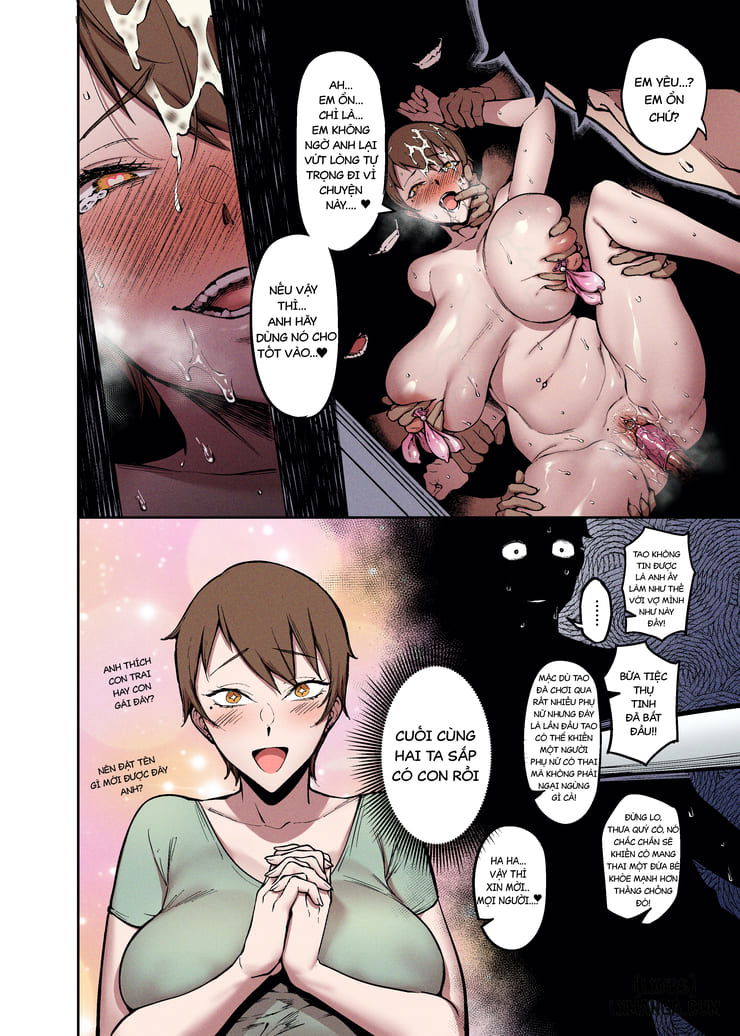 EM YÊU...?
EM ỔN
CHỨ?
AH...
EM ỔN...
CHỈ LÀ...
EM KHÔNG
NGỜ ANH LẠI
VỨT LÒNG TỰ
TRỌNG ĐI VÌ
CHUYỆN
NÀY.... ♥
NẾU VẬY
THÌ...
ANH HÃY
DÙNG NÓ CHO
TỐT VÀO...♥
TAO KHÔNG
TIN ĐƯỢC
LÀ ANH ẤY
LÀM NHƯ THẾ
VỚI VỢ MÌNH
NHƯ NÀY
ĐẤY!
....
BỮA TIỆC
THỤ
TINH
ĐÃ BẮT
ĐẦU!!
MẶC DÙ TAO
ĐÃ CHƠI QUA
RẤT NHIỀU PHỤ
NỮ NHƯNG ĐÂY
LÀ LẦN ĐẦU TAO
CÓ THỂ KHIẾN
MỘT NGƯỜI
PHỤ NỮ CÓ THAI
MÀ KHÔNG PHẢI
NGẠI NGỪNG
GÌ CẢ!
ĐỪNG LO,
THƯA QUÝ CÔ, NÓ
CHẮC CHẮN SẼ
KHIẾN CÔ MANG
THAI MỘT ĐỨA BÉ
KHỎE MẠNH HƠN
THẰNG CHỒNG
ĐÓ!
HA HA...
VẬY THÌ
XIN MỜI..
MỌI NGƯỜI...♥
CUỐI CÙNG
HAI TA SẮP
CÓ CON RỒI
ANH THÍCH
CON TRAI
HAY CON
GÁI ĐÂY?
NÊN ĐẶT TÊN
GÌ MỚI ĐƯỢC ĐÂY
ANH?